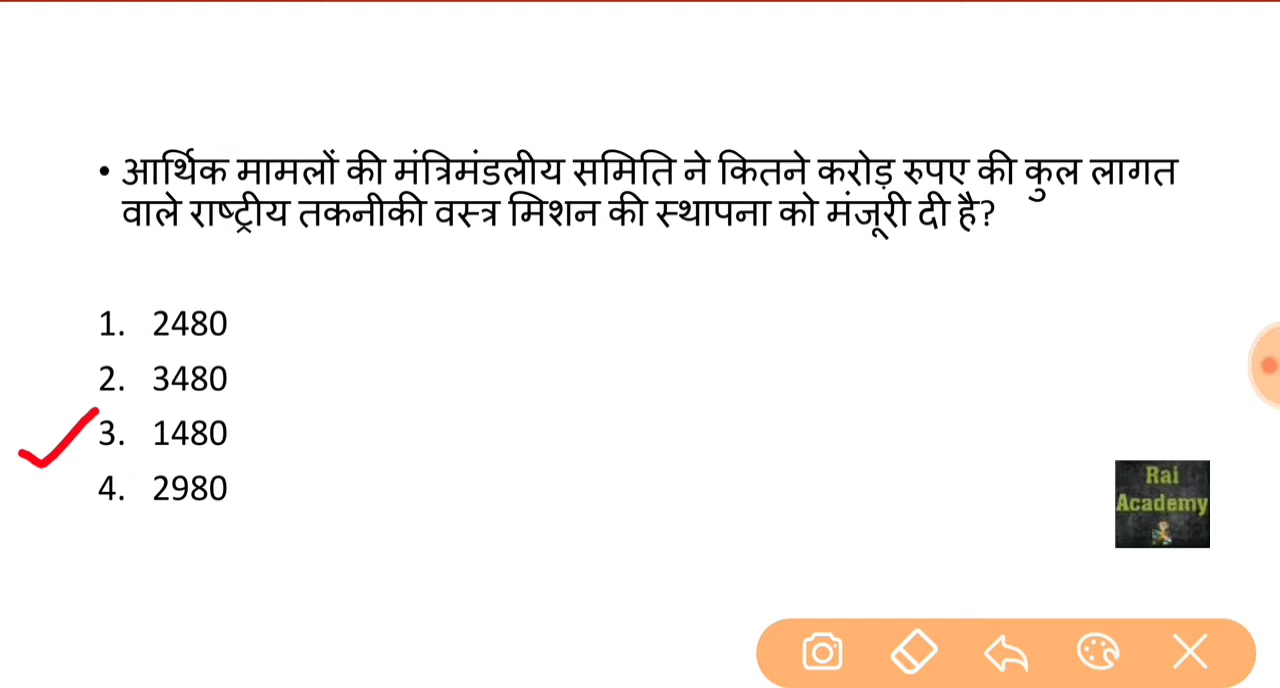 • आर्थिक मामलों की मंत्रिमंडलीय समिति ने कितने करोड़ रुपए की कुल लागत
वाले राष्ट्रीय तकनीकी वस्त्र मिशन की स्थापना को मंजूरी दी है?
1. 2480
2. 3480
3. 1480
4. 2980
Rai
Academy